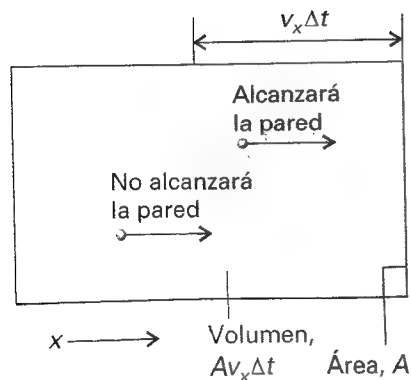 vₓΔt
Alcanzará
la pared
No alcanzará
la pared
x
Volumen,
AvₓΔt
Área, A